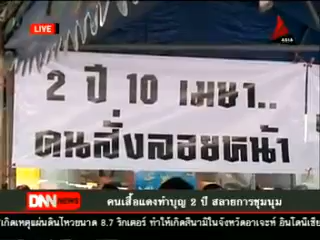 LIVE
ASIA
2 ปี 10 เมษา..
คนสั่งลอยหน้า
DNN NEWS
คนเสื้อแดงทำบุญ 2 ปี สลายการชุมนุม
เกิดเหตุแผ่นดินไหวขนาด 8.7 ริกเตอร์ ทำให้เกิดสึนามิในจังหวัดอาเจะห์ อินโดนีเซีย